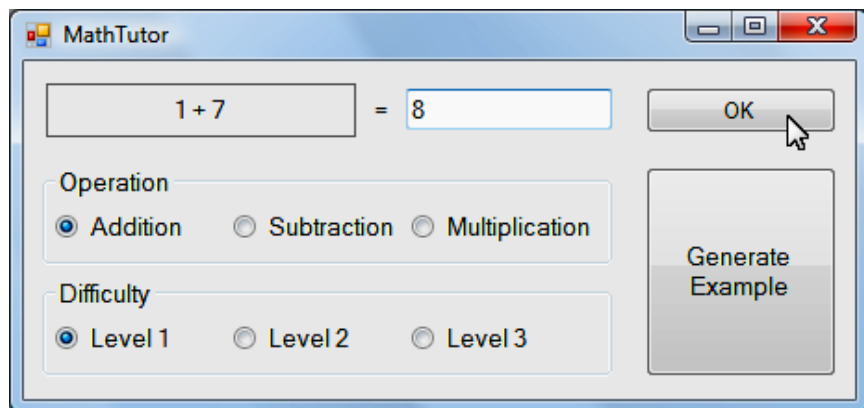 MathTutor
1 + 7 = 8 OK
Operation
Addition Subtraction Multiplication
Generate
Example
Difficulty
Level 1 Level 2 Level 3